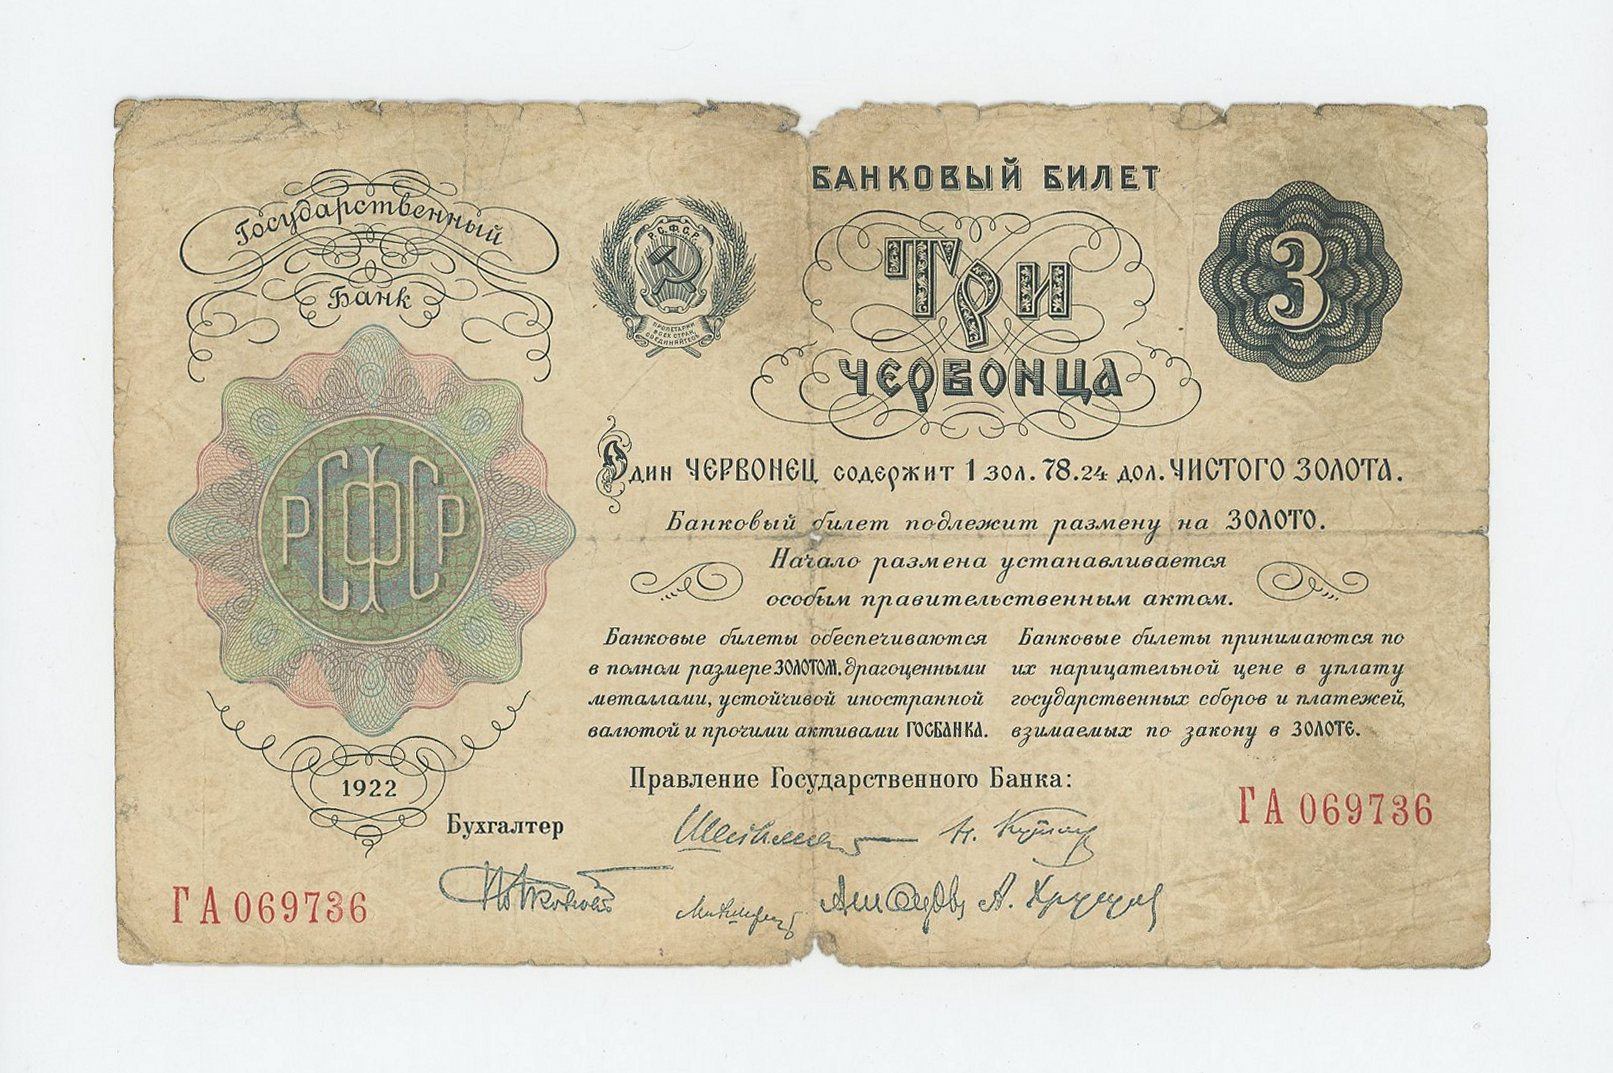 Государственный
Банк
РСФСР
1922
Р.С.Ф.С.Р.
ПРОЛЕТАРИИ
ВСЕХ СТРАН,
СОЕДИНЯЙТЕСЬ
БАНКОВЫЙ БИЛЕТ
Три
ЧЕРВОНЦА
3
Один ЧЕРВОНЕЦ содержит 1 зол. 78.24 дол. ЧИСТОГО ЗОЛОТА.
Банковый билет подлежит размену на ЗОЛОТО.
Начало размена устанавливается
особым правительственным актом.
Банковые билеты обеспечиваются
в полном размере ЗОЛОТОМ, драгоценными
металлами, устойчивой иностранной
валютой и прочими активами ГОСБАНКА.
Банковые билеты принимаются по
их нарицательной цене в уплату
государственных сборов и платежей,
взимаемых по закону в ЗОЛОТЕ.
Правление Государственного Банка:
Бухгалтер
ГА 069736
ГА 069736